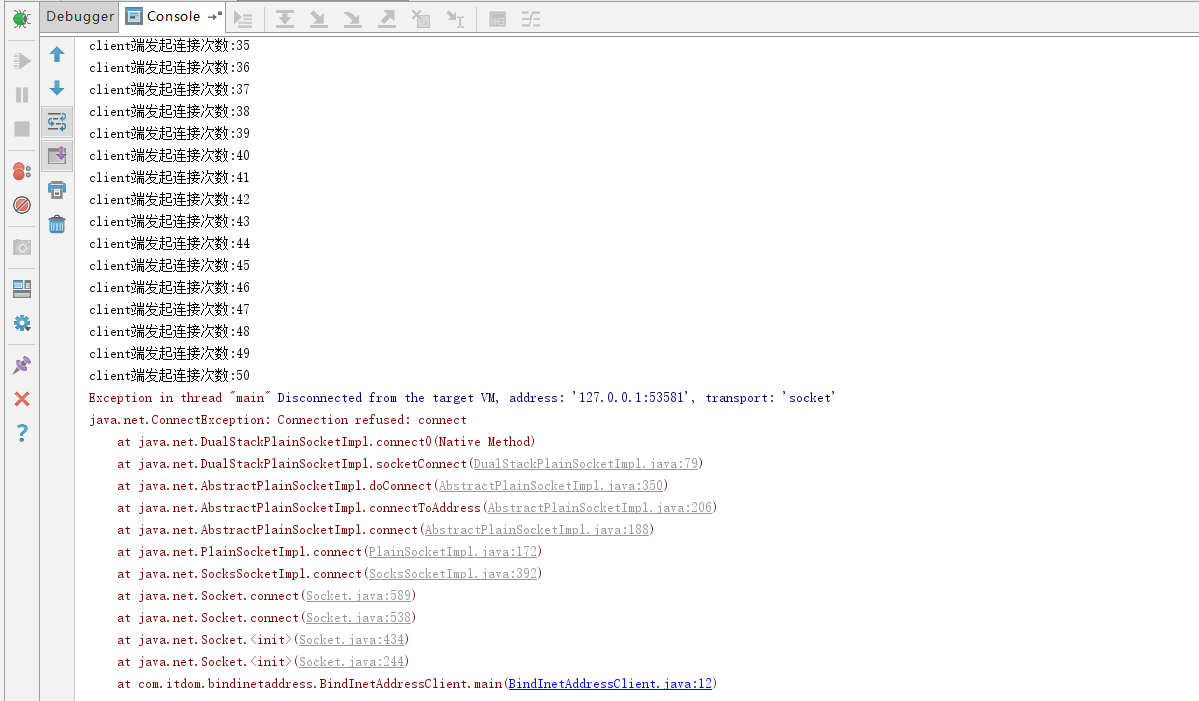 Debugger Console
client端发起连接次数:35
client端发起连接次数:36
client端发起连接次数:37
client端发起连接次数:38
client端发起连接次数:39
client端发起连接次数:40
client端发起连接次数:41
client端发起连接次数:42
client端发起连接次数:43
client端发起连接次数:44
client端发起连接次数:45
client端发起连接次数:46
client端发起连接次数:47
client端发起连接次数:48
client端发起连接次数:49
client端发起连接次数:50
Exception in thread "main" Disconnected from the target VM, address: '127.0.0.1:53581', transport: 'socket'
java.net.ConnectException: Connection refused: connect
at java.net.DualStackPlainSocketImpl.connect0(Native Method)
at java.net.DualStackPlainSocketImpl.socketConnect(DualStackPlainSocketImpl.java:79)
at java.net.AbstractPlainSocketImpl.doConnect(AbstractPlainSocketImpl.java:350)
at java.net.AbstractPlainSocketImpl.connectToAddress(AbstractPlainSocketImpl.java:206)
at java.net.AbstractPlainSocketImpl.connect(AbstractPlainSocketImpl.java:188)
at java.net.PlainSocketImpl.connect(PlainSocketImpl.java:172)
at java.net.SocksSocketImpl.connect(SocksSocketImpl.java:392)
at java.net.Socket.connect(Socket.java:589)
at java.net.Socket.connect(Socket.java:538)
at java.net.Socket.<init>(Socket.java:434)
at java.net.Socket.<init>(Socket.java:244)
at com.itdom.bindinetaddress.BindInetAddressClient.main(BindInetAddressClient.java:12)